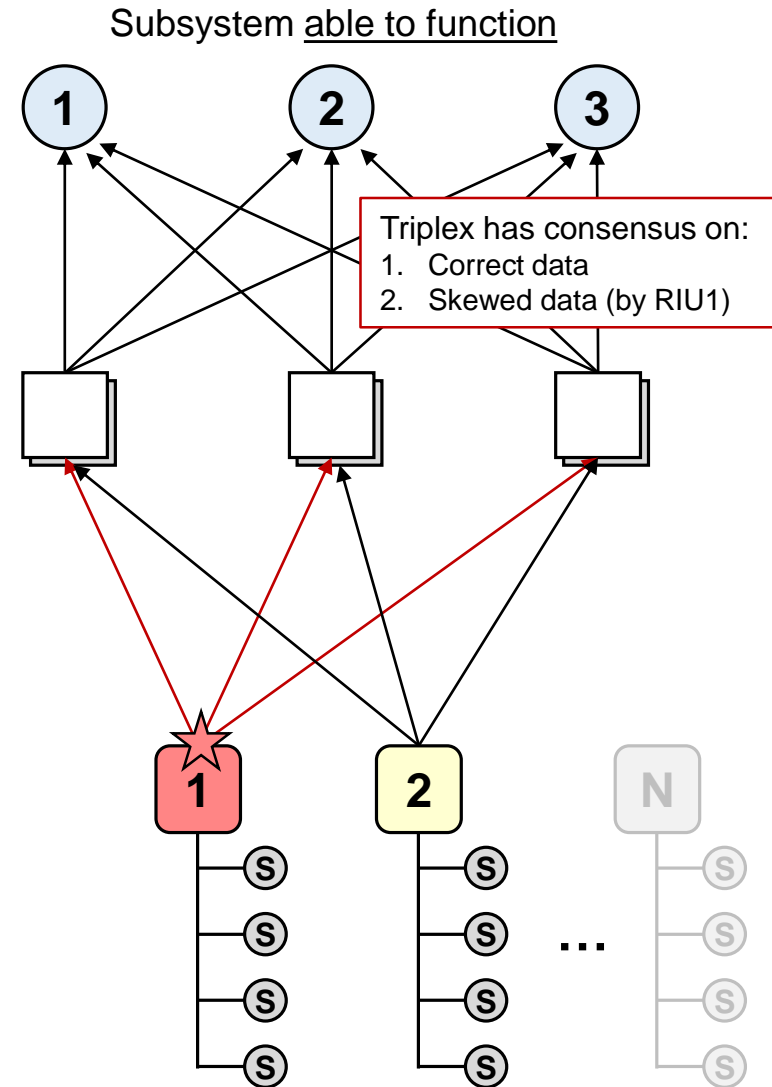 Subsystem able to function
1 2 3
Triplex has consensus on:
1. Correct data
2. Skewed data (by RIU1)
1 2 N
S S S
S S S
...
S S S
S S S